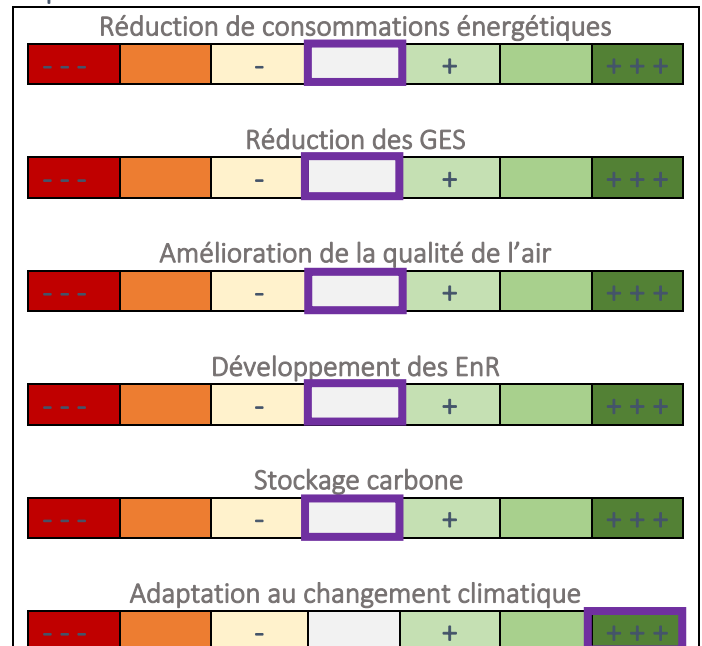 Réduction de consommations énergétiques
- - - - + + + +
Réduction des GES
- - - - + + + +
Amélioration de la qualité de l’air
- - - - + + + +
Développement des EnR
- - - - + + + +
Stockage carbone
- - - - + + + +
Adaptation au changement climatique
- - - - + + + +